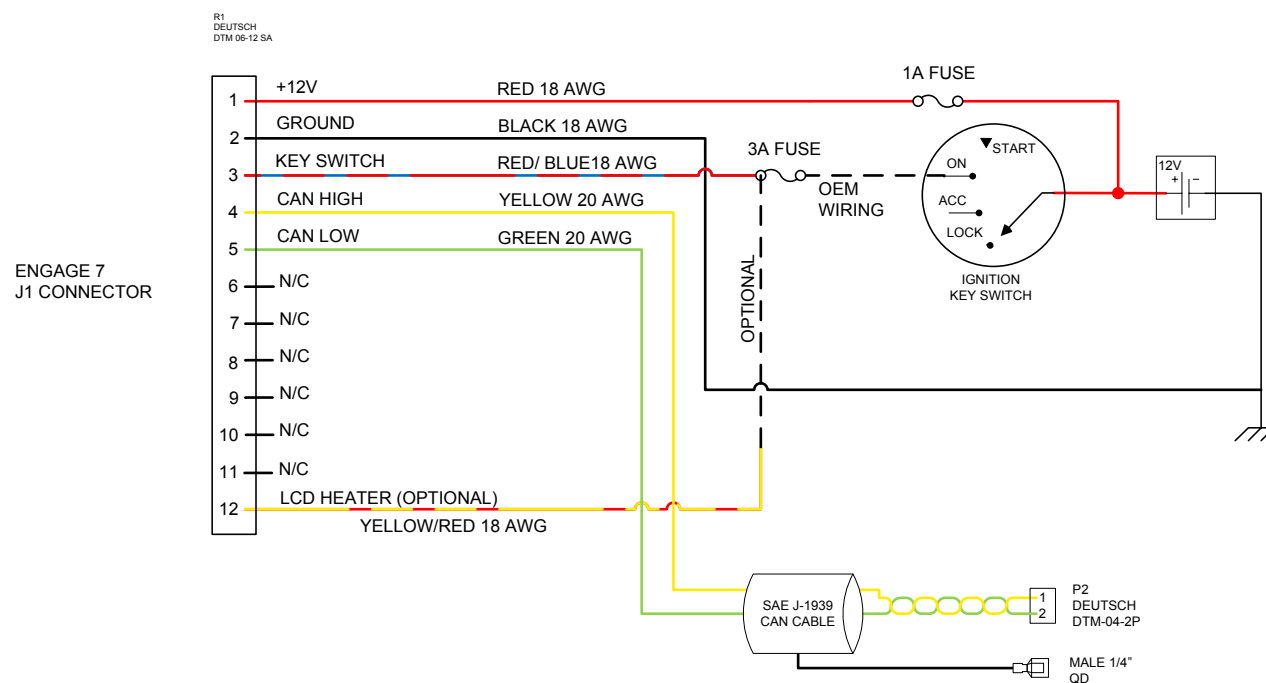 R1
DEUTSCH
DTM 06-12 SA
1A FUSE
+12V
RED 18 AWG
1
GROUND
BLACK 18 AWG
2
3A FUSE
START
KEY SWITCH
RED/ BLUE18 AWG
ON
12V
3
+ -
OEM
WIRING
CAN HIGH
YELLOW 20 AWG
ACC
4
CAN LOW
GREEN 20 AWG
LOCK
5
ENGAGE 7
J1 CONNECTOR
IGNITION
KEY SWITCH
N/C
6
OPTIONAL
N/C
7
N/C
8
N/C
9
N/C
10
N/C
11
LCD HEATER (OPTIONAL)
12
YELLOW/RED 18 AWG
SAE J-1939
CAN CABLE
1
2
P2
DEUTSCH
DTM-04-2P
MALE 1/4"
QD